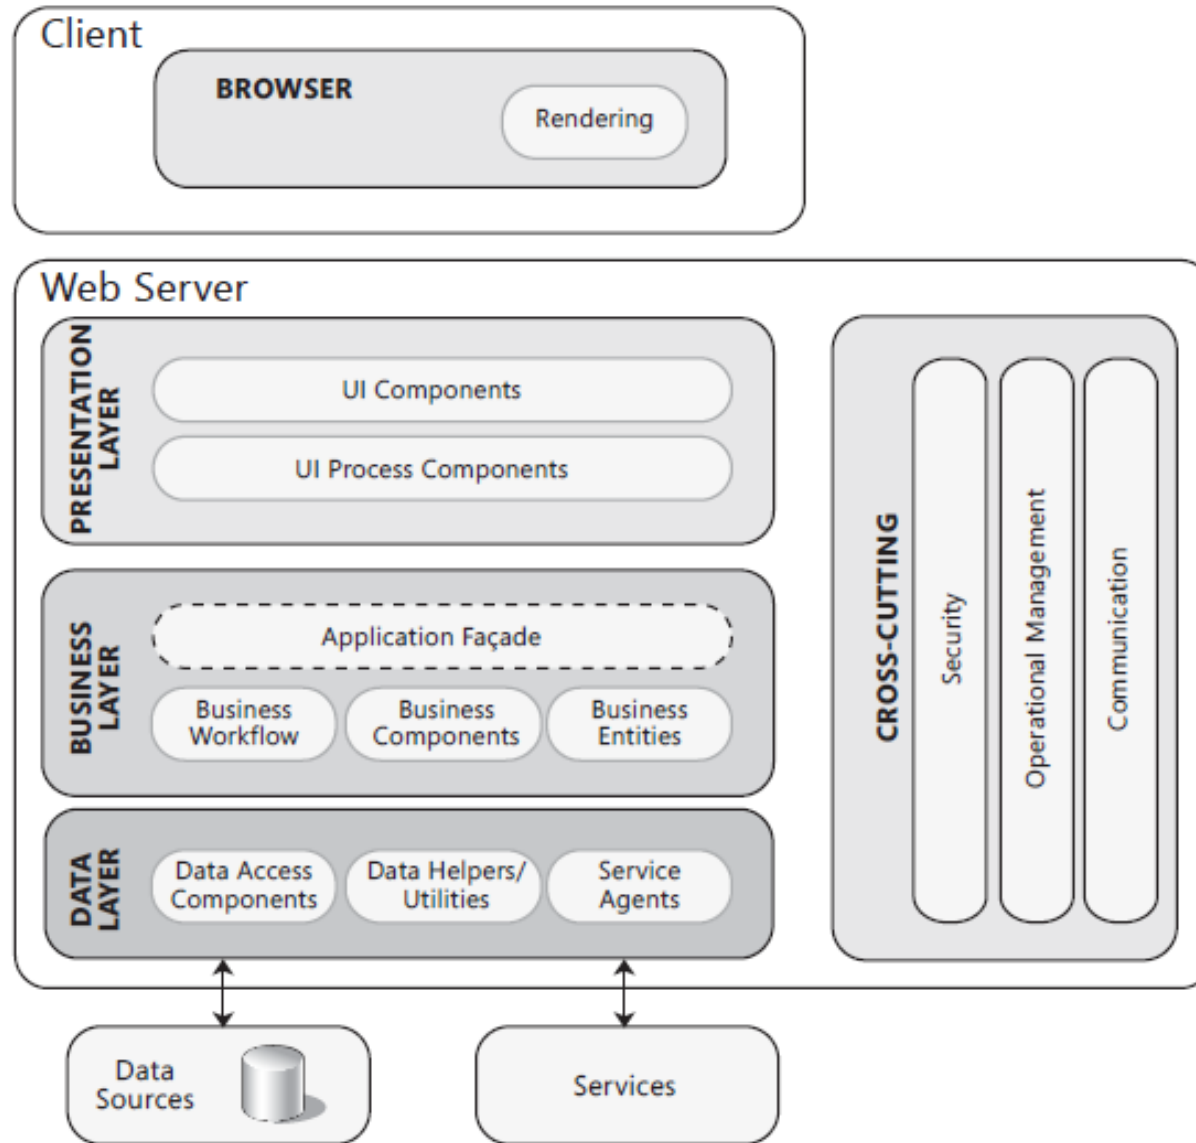 Client
BROWSER
Rendering
Web Server
PRESENTATION
LAYER
UI Components
UI Process Components
BUSINESS
LAYER
Application Façade
Business
Workflow
Business
Components
Business
Entities
DATA
LAYER
Data Access
Components
Data Helpers/
Utilities
Service
Agents
CROSS-CUTTING
Security
Operational Management
Communication
Data
Sources
Services